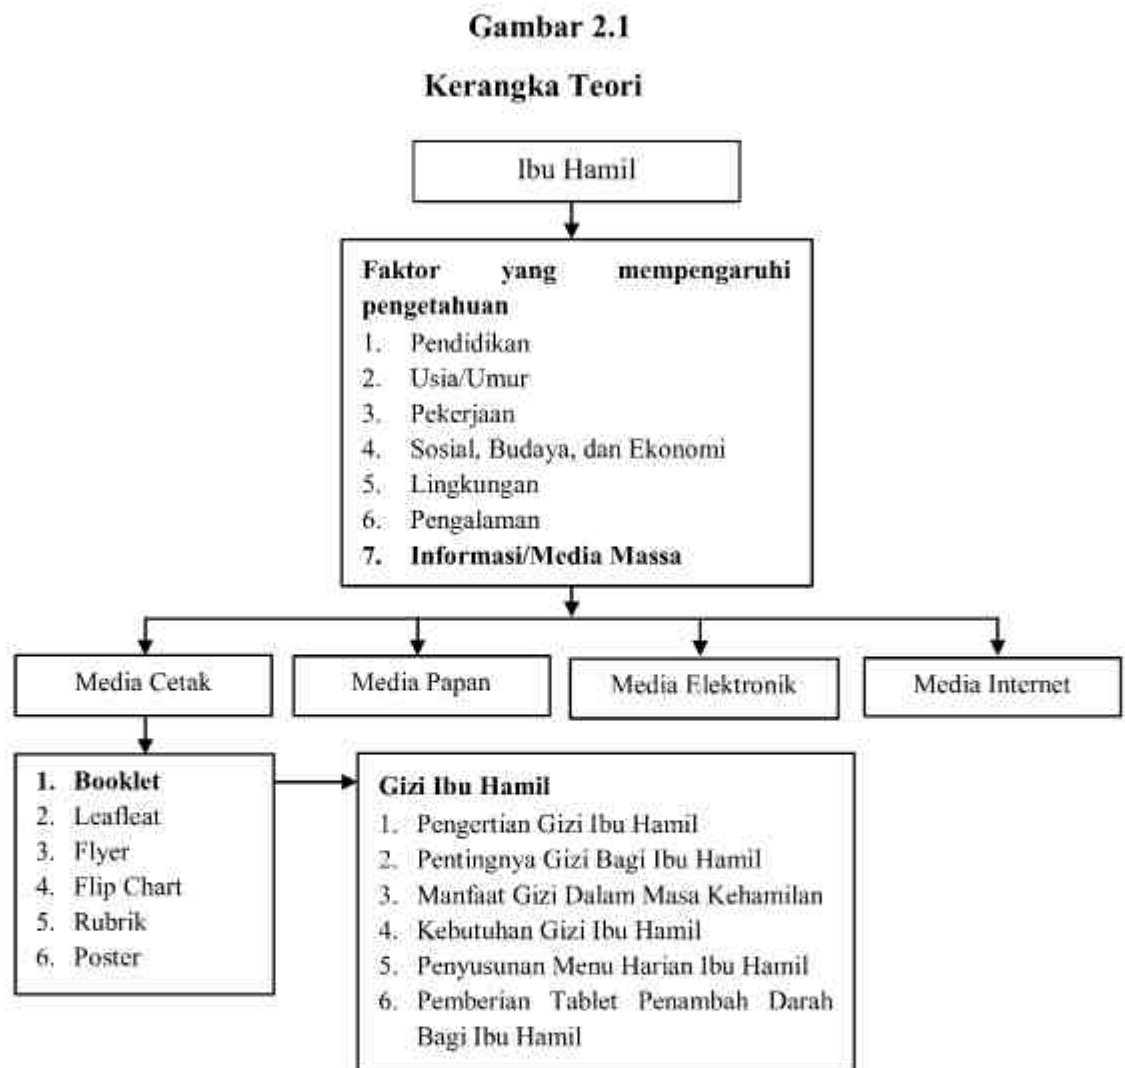 Gambar 2.1
Kerangka Teori
Ibu Hamil
Faktor yang mempengaruhi
pengetahuan
1. Pendidikan
2. Usia/Umur
3. Pekerjaan
4. Sosial, Budaya, dan Ekonomi
5. Lingkungan
6. Pengalaman
7. Informasi/Media Massa
Media Cetak
Media Papan
Media Elektronik
Media Internet
1. Booklet
2. Leafleat
3. Flyer
4. Flip Chart
5. Rubrik
6. Poster
Gizi Ibu Hamil
1. Pengertian Gizi Ibu Hamil
2. Pentingnya Gizi Bagi Ibu Hamil
3. Manfaat Gizi Dalam Masa Kehamilan
4. Kebutuhan Gizi Ibu Hamil
5. Penyusunan Menu Harian Ibu Hamil
6. Pemberian Tablet Penambah Darah
Bagi Ibu Hamil